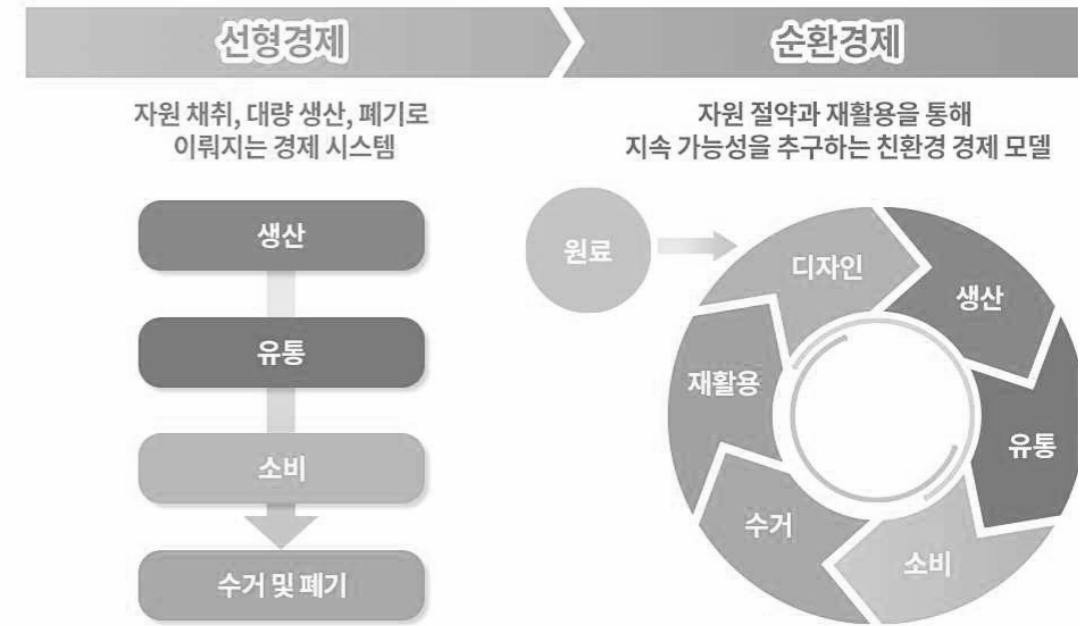 선형경제
순환경제
자원 채취, 대량 생산, 폐기로
이뤄지는 경제 시스템
자원 절약과 재활용을 통해
지속 가능성을 추구하는 친환경 경제 모델
생산
유통
소비
수거 및 폐기
원료
디자인
생산
유통
소비
수거
재활용